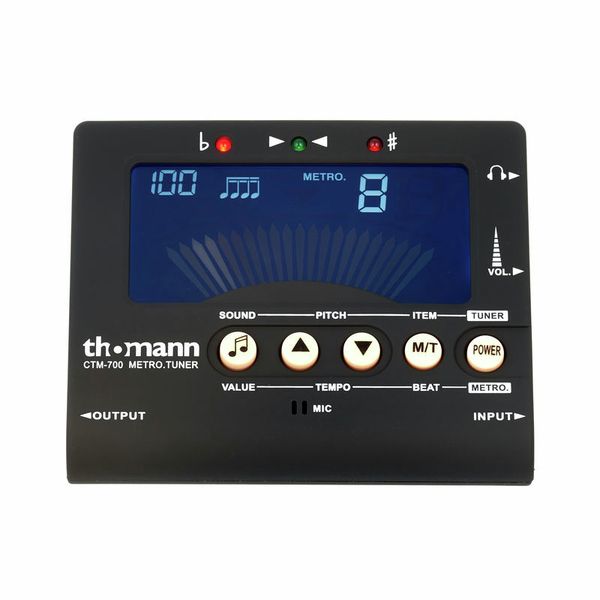 ♭ ▶ ◀ #
100 METRO. 8
VOL.▶
SOUND PITCH ITEM TUNER
M/T POWER
thomann
CTM-700 METRO.TUNER
VALUE TEMPO BEAT METRO.
MIC
◀OUTPUT INPUT▶